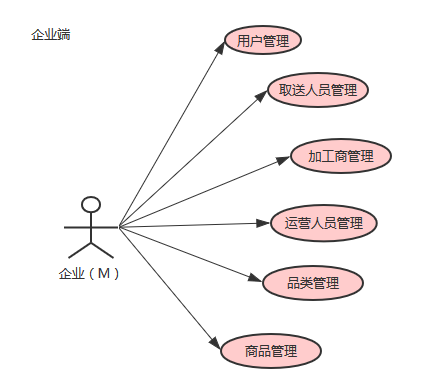 企业端
用户管理
取送人员管理
加工商管理
运营人员管理
品类管理
商品管理
企业（M）